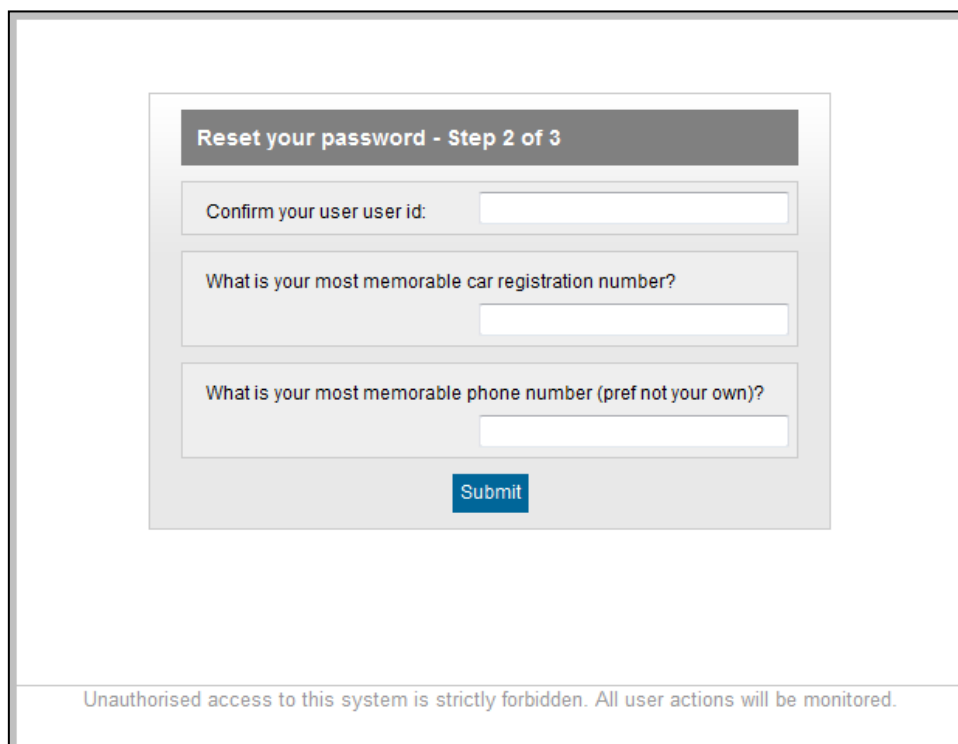 Reset your password - Step 2 of 3
Confirm your user user id:
What is your most memorable car registration number?
What is your most memorable phone number (pref not your own)?
Submit
Unauthorised access to this system is strictly forbidden. All user actions will be monitored.